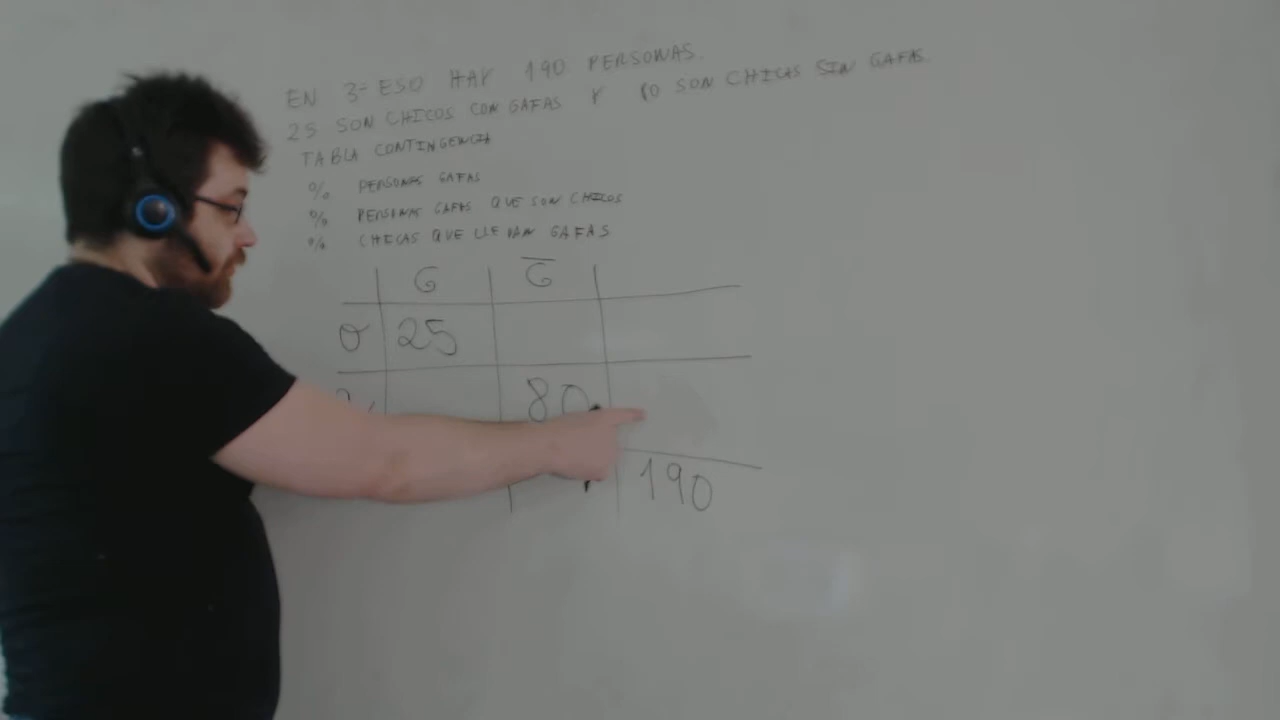 EN 3º ESO HAY 190 PERSONAS.
25 SON CHICOS CON GAFAS Y 80 SON CHICAS SIN GAFAS.
TABLA CONTINGENCIA
% PERSONAS GAFAS
% PERSONAS GAFAS QUE SON CHICOS
% CHICAS QUE LLEVAN GAFAS
G G̅
25
80
190